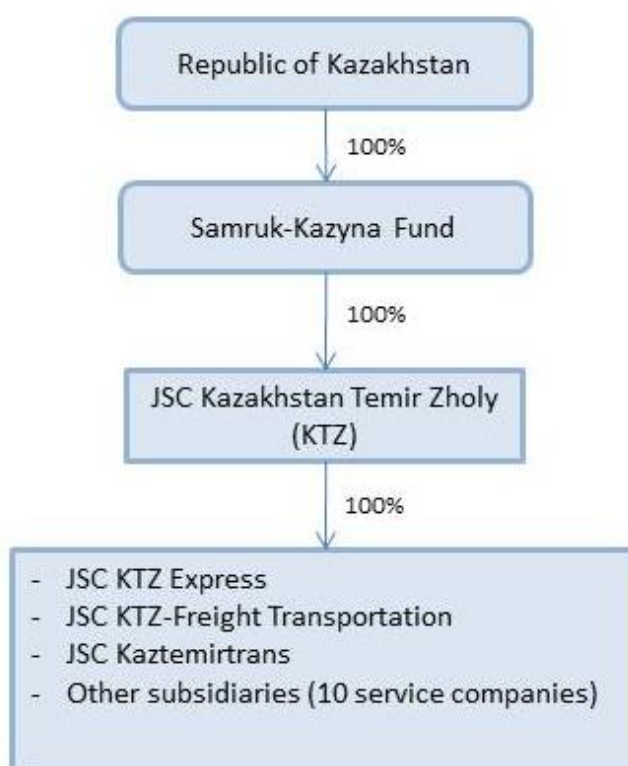 Republic of Kazakhstan
100%
Samruk-Kazyna Fund
100%
JSC Kazakhstan Temir Zholy
(KTZ)
100%
- JSC KTZ Express
- JSC KTZ-Freight Transportation
- JSC Kaztemirtrans
- Other subsidiaries (10 service companies)